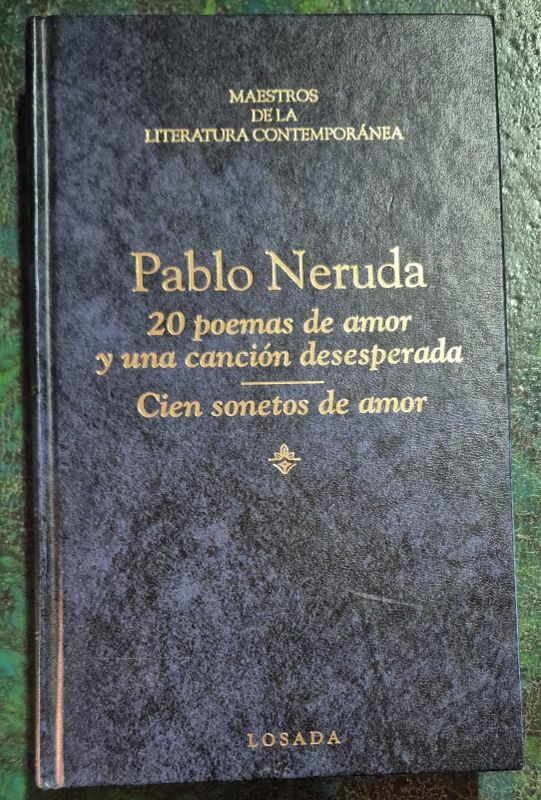 MAESTROS
DE LA
LITERATURA CONTEMPORÁNEA
Pablo Neruda
20 poemas de amor
y una canción desesperada
Cien sonetos de amor
LOSADA